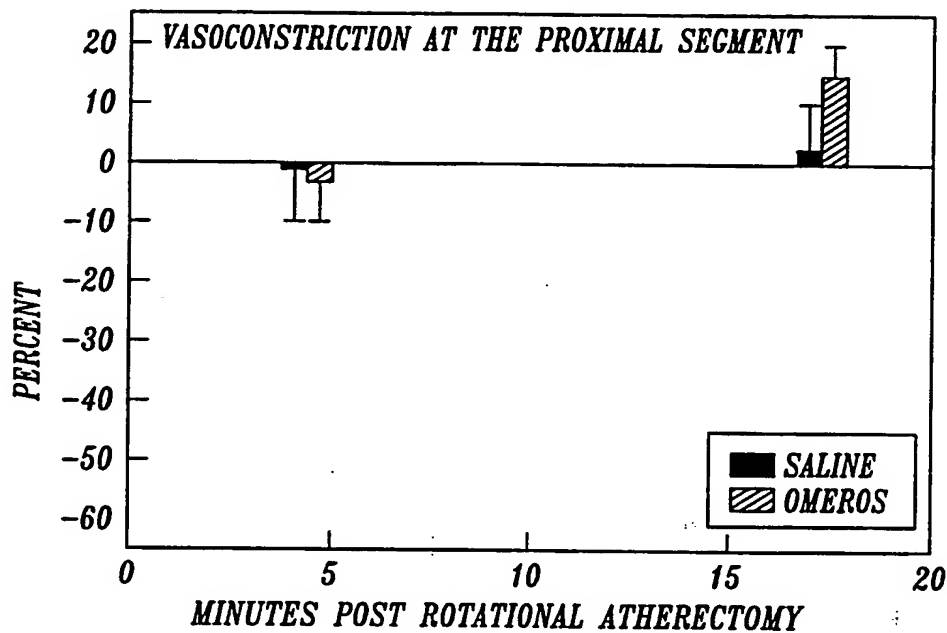 VASOCONSTRICTION AT THE PROXIMAL SEGMENT
20
10
0
-10
-20
-30
-40
-50
-60
PERCENT
SALINE
OMEROS
0 5 10 15 20
MINUTES POST ROTATIONAL ATHERECTOMY